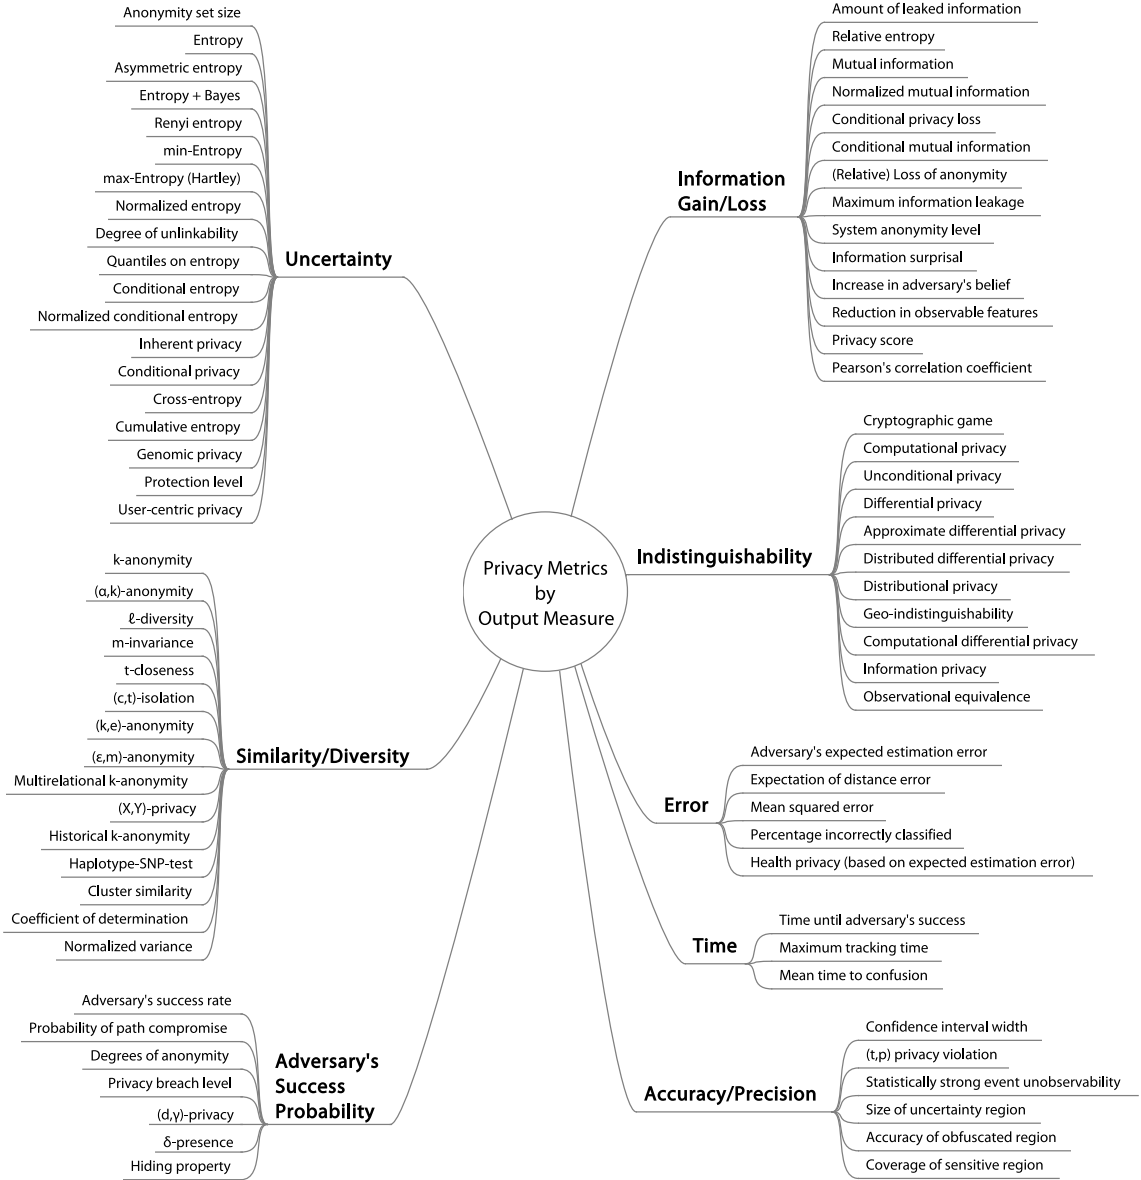 Privacy Metrics
by
Output Measure
Uncertainty
Anonymity set size
Entropy
Asymmetric entropy
Entropy + Bayes
Renyi entropy
min-Entropy
max-Entropy (Hartley)
Normalized entropy
Degree of unlinkability
Quantiles on entropy
Conditional entropy
Normalized conditional entropy
Inherent privacy
Conditional privacy
Cross-entropy
Cumulative entropy
Genomic privacy
Protection level
User-centric privacy
Similarity/Diversity
k-anonymity
(α,k)-anonymity
ℓ-diversity
m-invariance
t-closeness
(c,t)-isolation
(k,e)-anonymity
(ε,m)-anonymity
Multirelational k-anonymity
(X,Y)-privacy
Historical k-anonymity
Haplotype-SNP-test
Cluster similarity
Coefficient of determination
Normalized variance
Adversary's
Success
Probability
Adversary's success rate
Probability of path compromise
Degrees of anonymity
Privacy breach level
(d,γ)-privacy
δ-presence
Hiding property
Information
Gain/Loss
Amount of leaked information
Relative entropy
Mutual information
Normalized mutual information
Conditional privacy loss
Conditional mutual information
(Relative) Loss of anonymity
Maximum information leakage
System anonymity level
Information surprisal
Increase in adversary's belief
Reduction in observable features
Privacy score
Pearson's correlation coefficient
Indistinguishability
Cryptographic game
Computational privacy
Unconditional privacy
Differential privacy
Approximate differential privacy
Distributed differential privacy
Distributional privacy
Geo-indistinguishability
Computational differential privacy
Information privacy
Observational equivalence
Error
Adversary's expected estimation error
Expectation of distance error
Mean squared error
Percentage incorrectly classified
Health privacy (based on expected estimation error)
Time
Time until adversary's success
Maximum tracking time
Mean time to confusion
Accuracy/Precision
Confidence interval width
(t,p) privacy violation
Statistically strong event unobservability
Size of uncertainty region
Accuracy of obfuscated region
Coverage of sensitive region